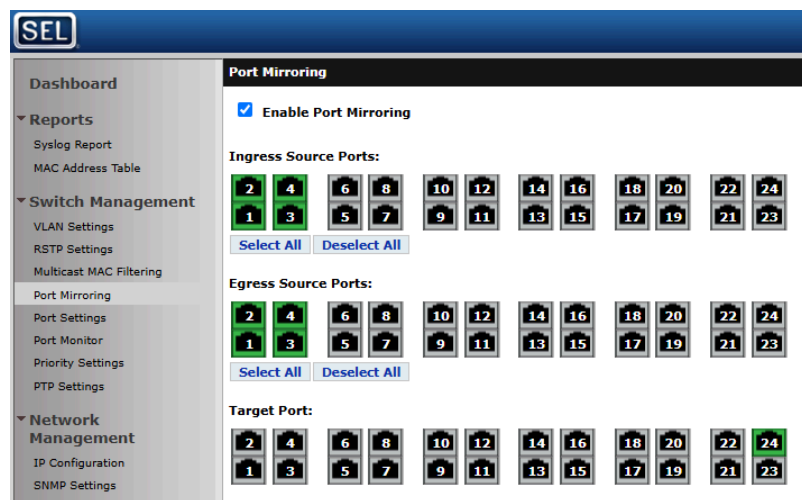 SEL
Dashboard
Reports
Syslog Report
MAC Address Table
Switch Management
VLAN Settings
RSTP Settings
Multicast MAC Filtering
Port Mirroring
Port Settings
Port Monitor
Priority Settings
PTP Settings
Network
Management
IP Configuration
SNMP Settings
Port Mirroring
Enable Port Mirroring
Ingress Source Ports:
2 4 6 8 10 12 14 16 18 20 22 24
1 3 5 7 9 11 13 15 17 19 21 23
Select All Deselect All
Egress Source Ports:
2 4 6 8 10 12 14 16 18 20 22 24
1 3 5 7 9 11 13 15 17 19 21 23
Select All Deselect All
Target Port:
2 4 6 8 10 12 14 16 18 20 22 24
1 3 5 7 9 11 13 15 17 19 21 23